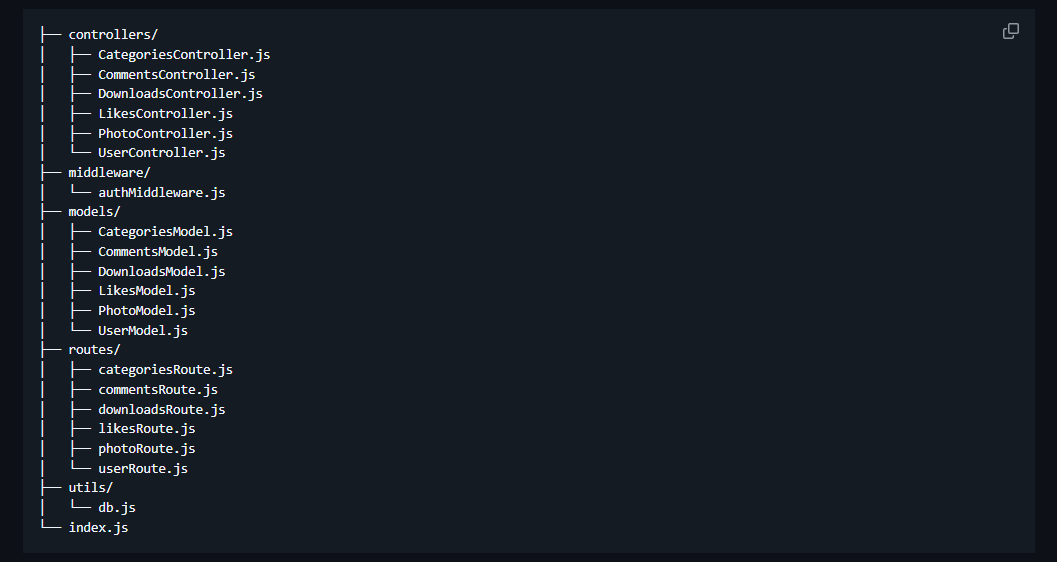 ├── controllers/
│   ├── CategoriesController.js
│   ├── CommentsController.js
│   ├── DownloadsController.js
│   ├── LikesController.js
│   ├── PhotoController.js
│   └── UserController.js
├── middleware/
│   └── authMiddleware.js
├── models/
│   ├── CategoriesModel.js
│   ├── CommentsModel.js
│   ├── DownloadsModel.js
│   ├── LikesModel.js
│   ├── PhotoModel.js
│   └── UserModel.js
├── routes/
│   ├── categoriesRoute.js
│   ├── commentsRoute.js
│   ├── downloadsRoute.js
│   ├── likesRoute.js
│   ├── photoRoute.js
│   └── userRoute.js
├── utils/
│   └── db.js
└── index.js